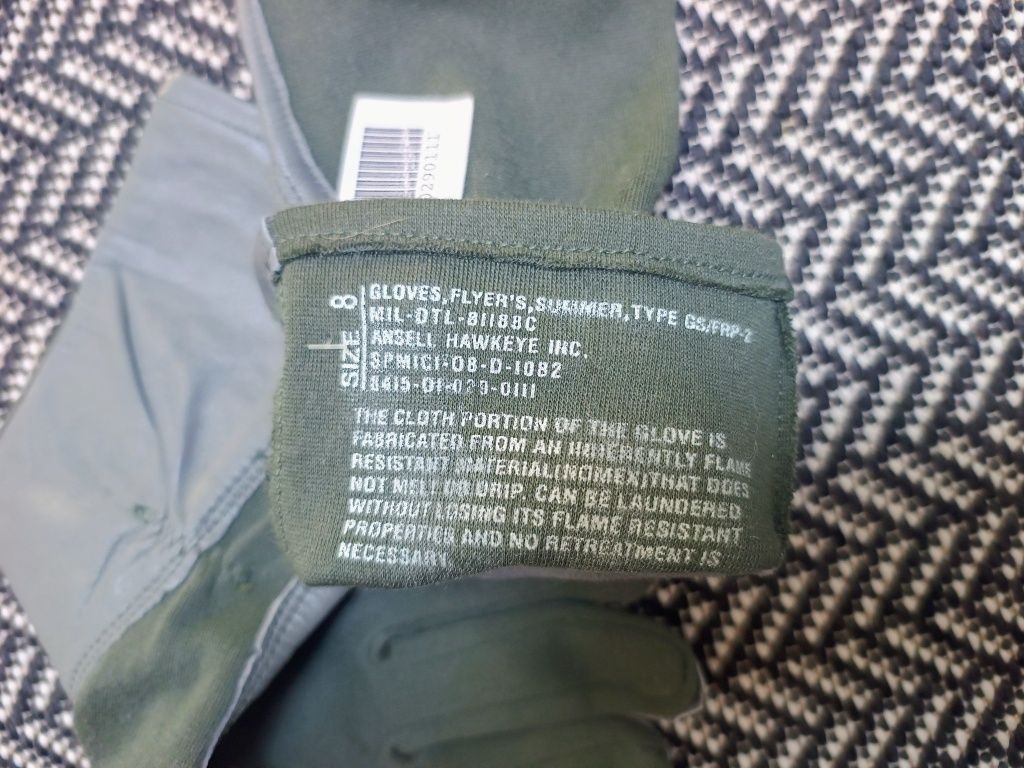 0290111
SIZE 8
GLOVES, FLYER'S, SUMMER, TYPE GS/FRP-2
MIL-DTL-81188C
ANSELL HAWKEYE INC.
SPM1C1-08-D-1082
8415-01-029-0111
THE CLOTH PORTION OF THE GLOVE IS
FABRICATED FROM AN INHERENTLY FLAME
RESISTANT MATERIAL(NOMEX)THAT DOES
NOT MELT OR DRIP. CAN BE LAUNDERED
WITHOUT LOSING ITS FLAME RESISTANT
PROPERTIES AND NO RETREATMENT IS
NECESSARY